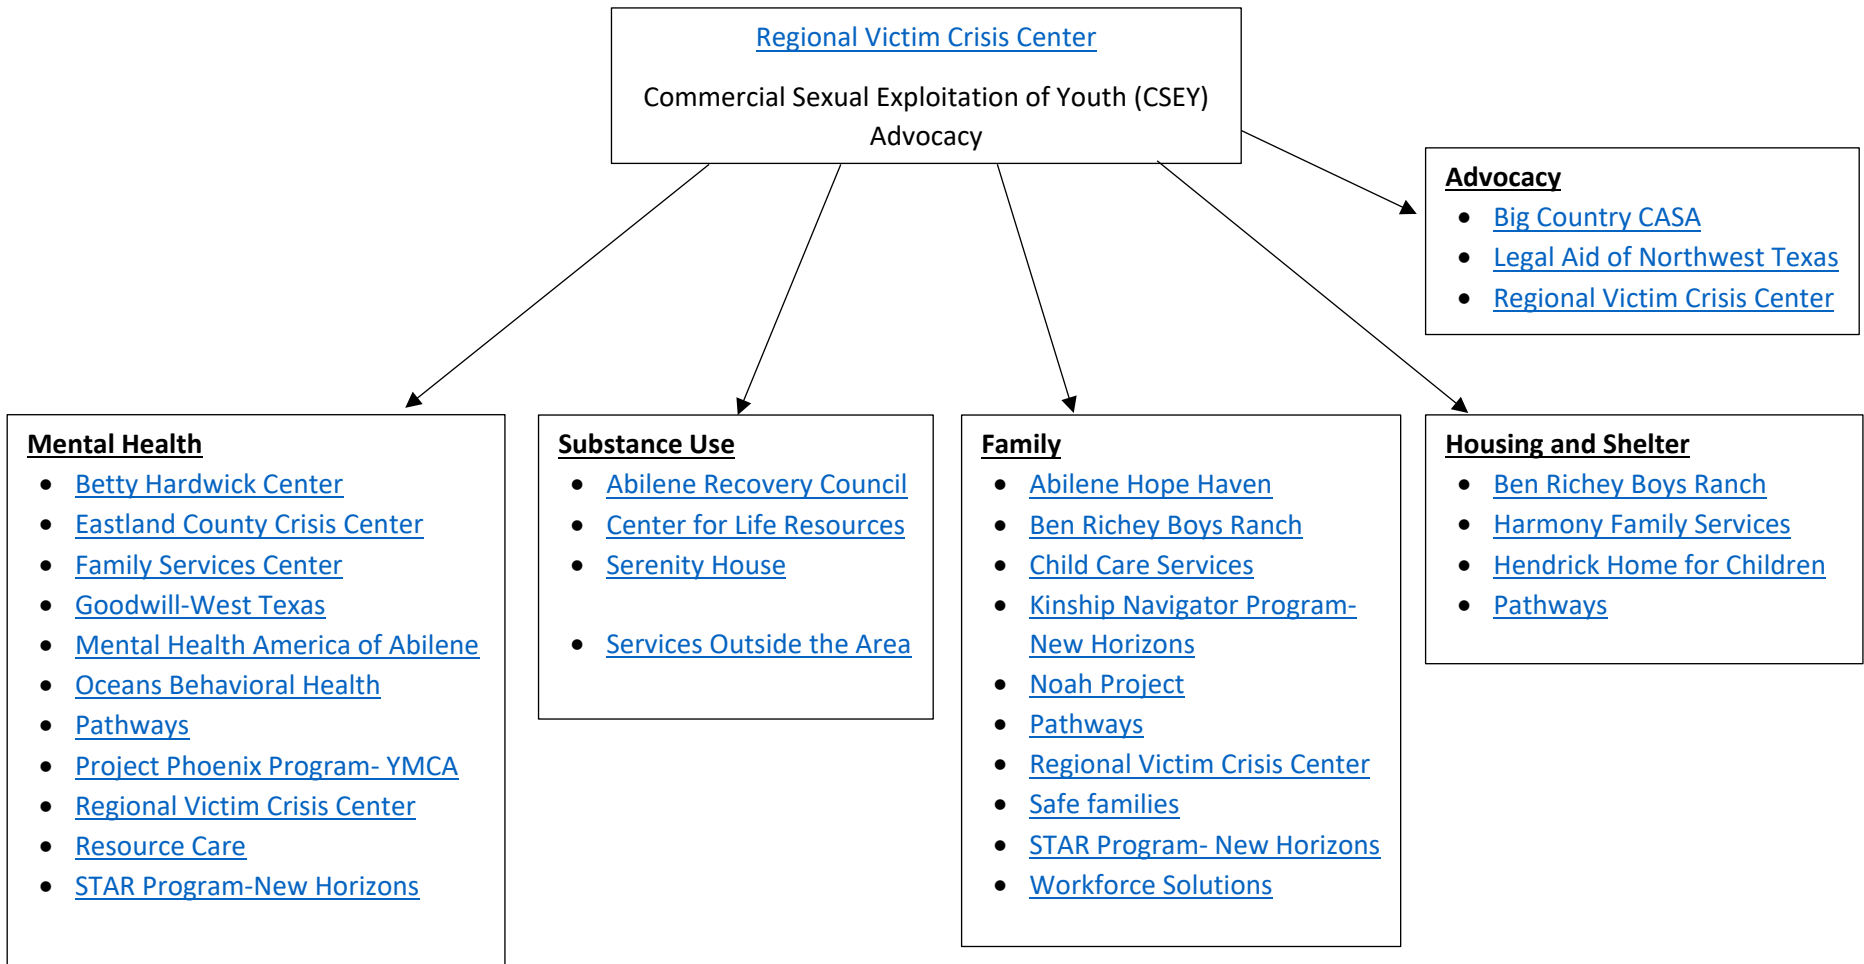 Regional Victim Crisis Center
Commercial Sexual Exploitation of Youth (CSEY)
Advocacy
Advocacy
• Big Country CASA
• Legal Aid of Northwest Texas
• Regional Victim Crisis Center
Mental Health
• Betty Hardwick Center
• Eastland County Crisis Center
• Family Services Center
• Goodwill-West Texas
• Mental Health America of Abilene
• Oceans Behavioral Health
• Pathways
• Project Phoenix Program- YMCA
• Regional Victim Crisis Center
• Resource Care
• STAR Program-New Horizons
Substance Use
• Abilene Recovery Council
• Center for Life Resources
• Serenity House
• Services Outside the Area
Family
• Abilene Hope Haven
• Ben Richey Boys Ranch
• Child Care Services
• Kinship Navigator Program-
New Horizons
• Noah Project
• Pathways
• Regional Victim Crisis Center
• Safe families
• STAR Program- New Horizons
• Workforce Solutions
Housing and Shelter
• Ben Richey Boys Ranch
• Harmony Family Services
• Hendrick Home for Children
• Pathways